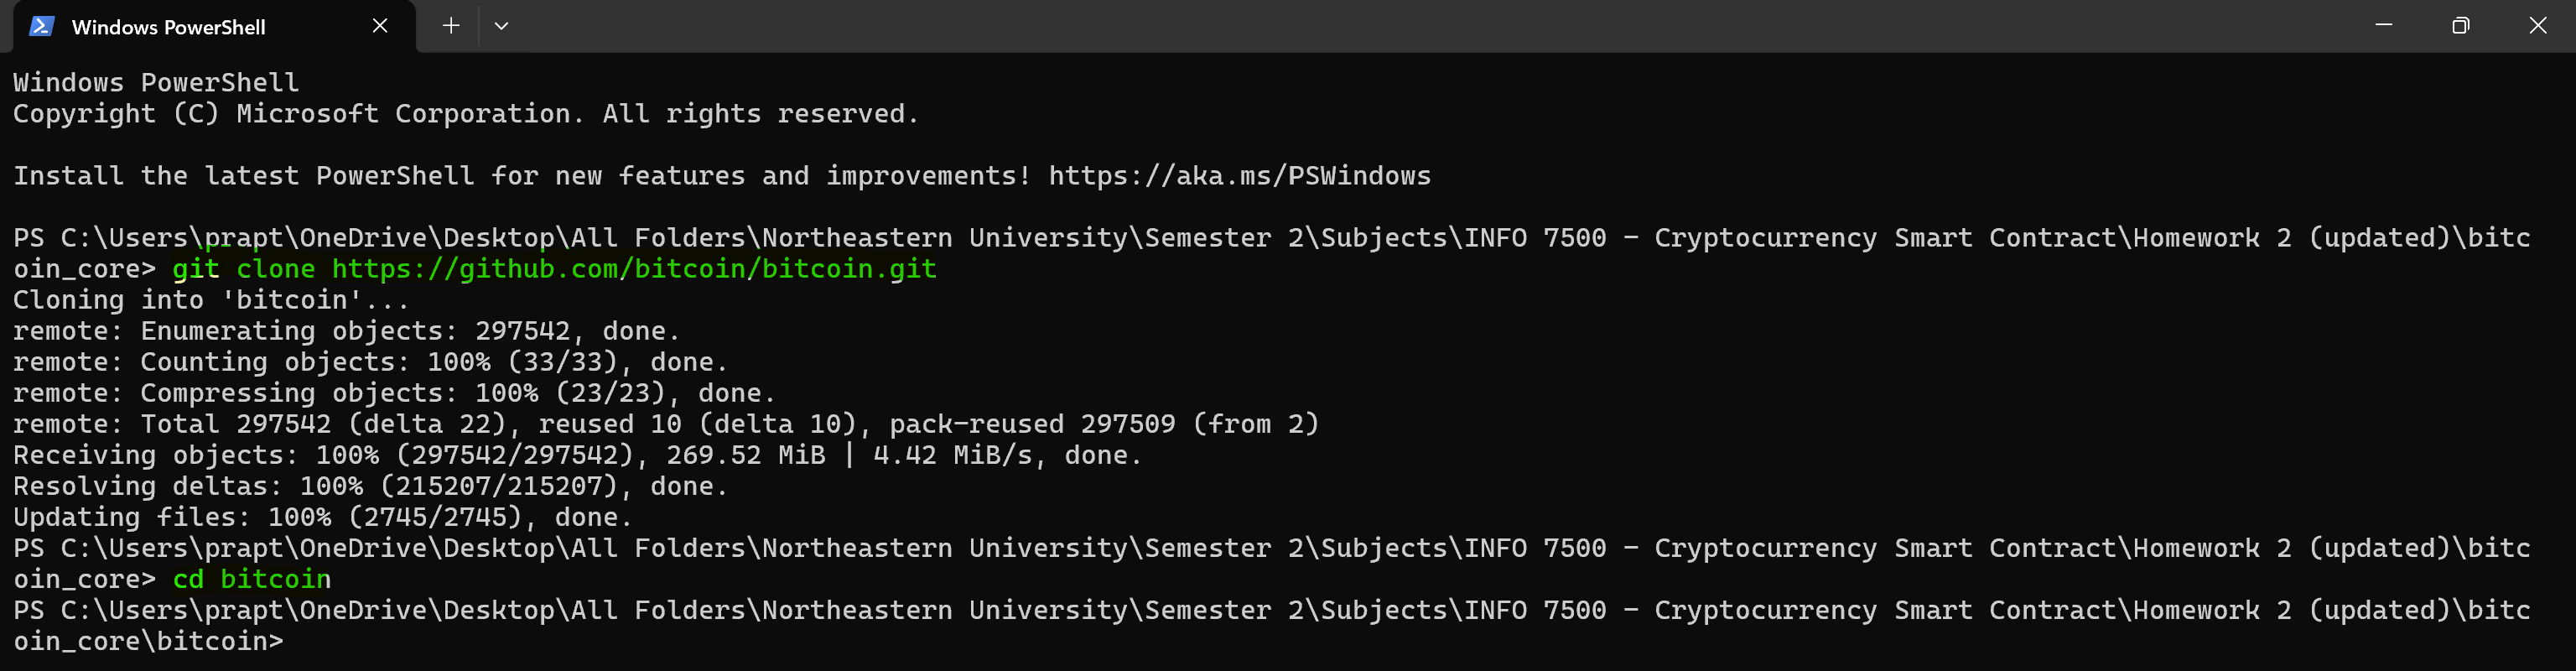 Windows PowerShell
Windows PowerShell
Copyright (C) Microsoft Corporation. All rights reserved.
Install the latest PowerShell for new features and improvements! https://aka.ms/PSWindows
PS C:\Users\prapt\OneDrive\Desktop\All Folders\Northeastern University\Semester 2\Subjects\INFO 7500 - Cryptocurrency Smart Contract\Homework 2 (updated)\bitc
oin_core> git clone https://github.com/bitcoin/bitcoin.git
Cloning into 'bitcoin'...
remote: Enumerating objects: 297542, done.
remote: Counting objects: 100% (33/33), done.
remote: Compressing objects: 100% (23/23), done.
remote: Total 297542 (delta 22), reused 10 (delta 10), pack-reused 297509 (from 2)
Receiving objects: 100% (297542/297542), 269.52 MiB | 4.42 MiB/s, done.
Resolving deltas: 100% (215207/215207), done.
Updating files: 100% (2745/2745), done.
PS C:\Users\prapt\OneDrive\Desktop\All Folders\Northeastern University\Semester 2\Subjects\INFO 7500 - Cryptocurrency Smart Contract\Homework 2 (updated)\bitc
oin_core> cd bitcoin
PS C:\Users\prapt\OneDrive\Desktop\All Folders\Northeastern University\Semester 2\Subjects\INFO 7500 - Cryptocurrency Smart Contract\Homework 2 (updated)\bitc
oin_core\bitcoin>